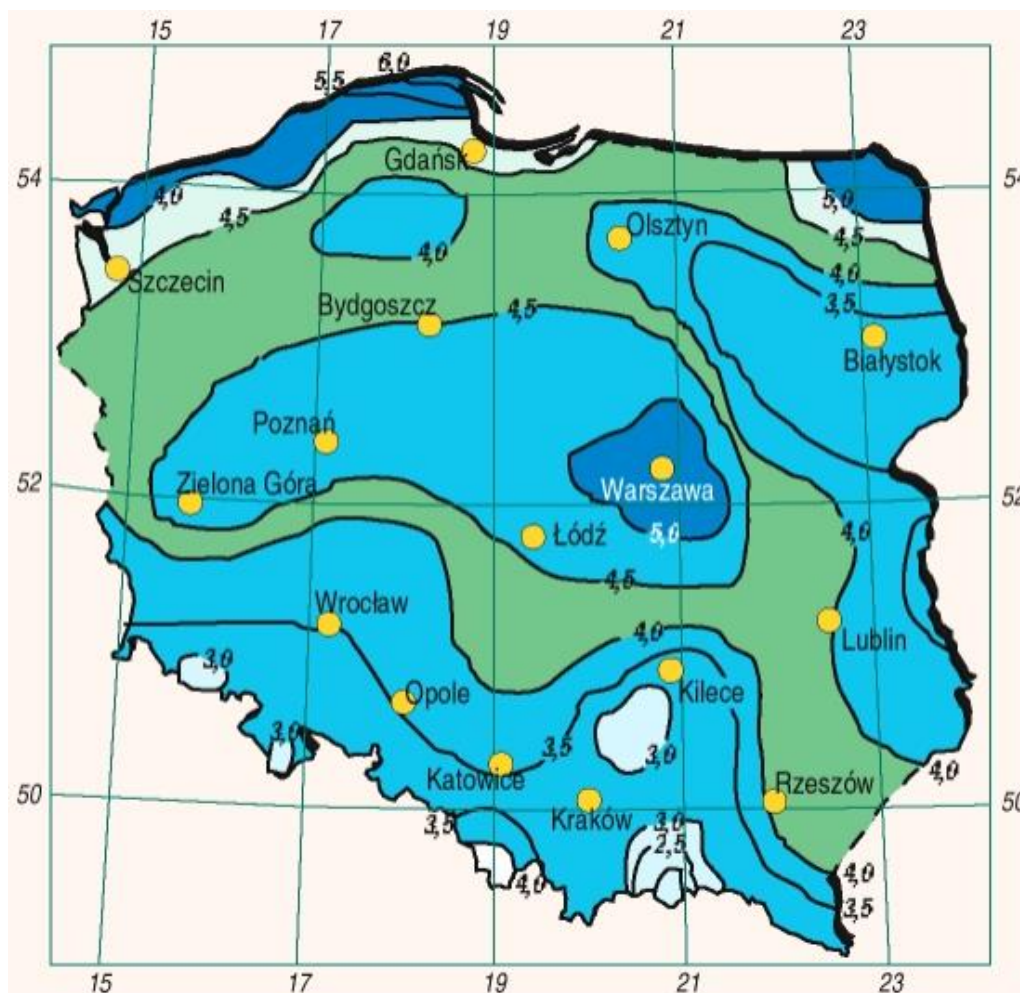 15 17 19 21 23
6,0
5,5
Gdańsk
54 54
4,0
5,0
4,5
Olsztyn
4,5
4,0
4,0
Szczecin
3,5
Bydgoszcz
4,5
Białystok
Poznań
Zielona Góra
Warszawa
52 52
Łódź
5,0
4,0
4,5
Wrocław
4,0
Lublin
3,0
Opole
Kilece
3,0
3,5
3,0
Katowice
4,0
Rzeszów
50 50
Kraków
3,5
3,0
2,5
4,0
4,0
3,5
15 17 19 21 23